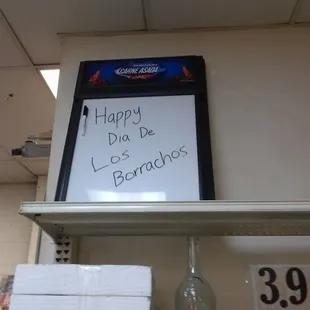 CARNE ASADA
Happy
Dia De
Los
Borrachos
3.9